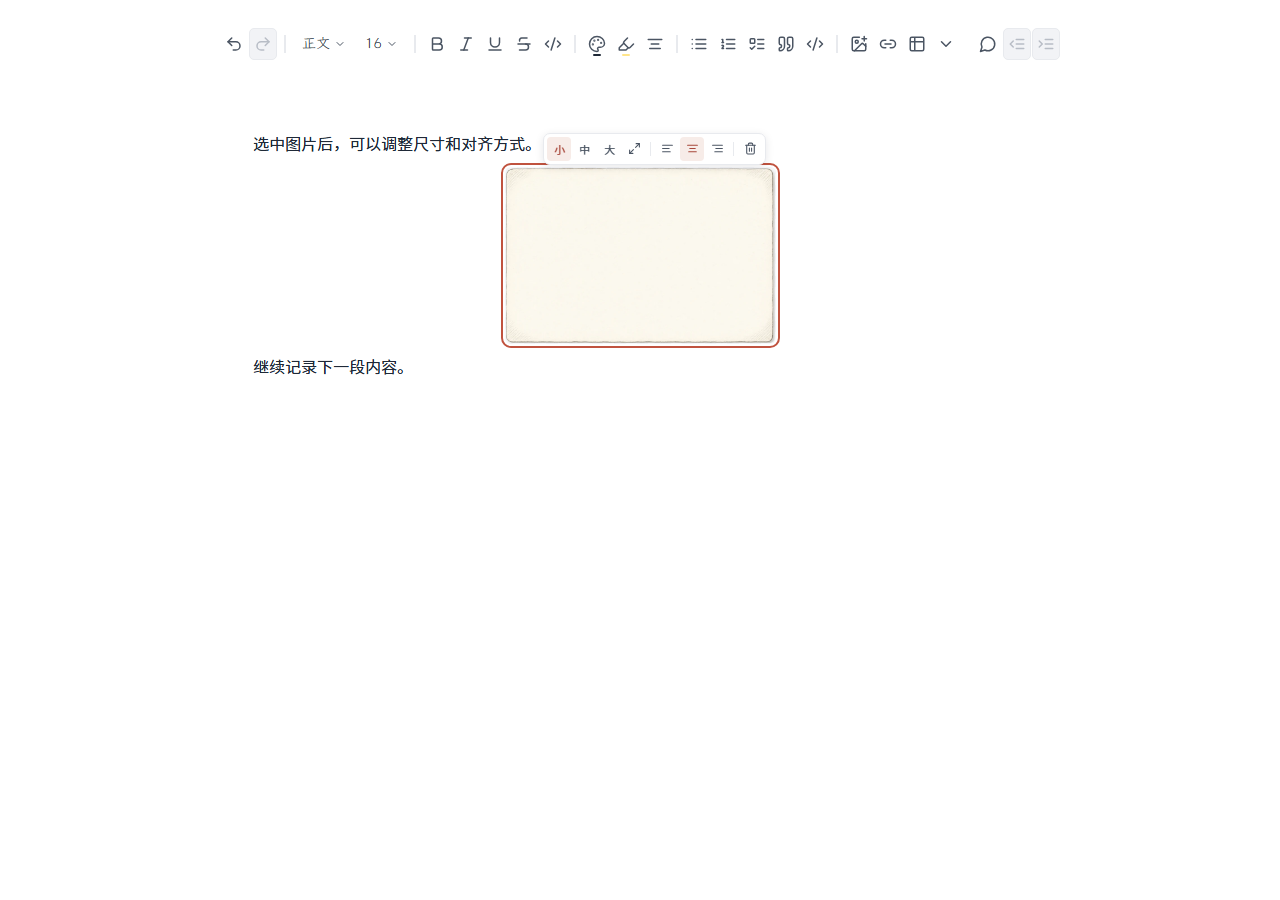 正文 16
选中图片后，可以调整尺寸和对齐方式。
小 中 大
继续记录下一段内容。